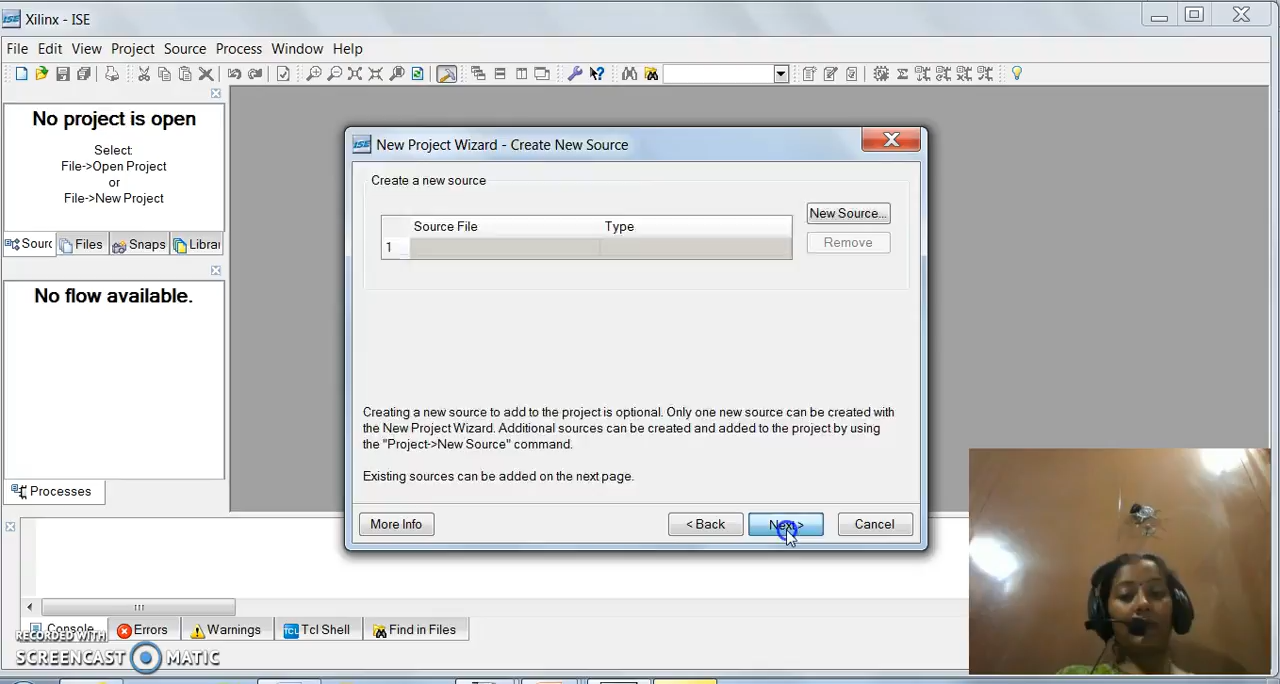 Xilinx - ISE
File Edit View Project Source Process Window Help
No project is open
Select:
File->Open Project
or
File->New Project
Sourc Files Snaps Librar
No flow available.
Processes
ISE New Project Wizard - Create New Source
Create a new source
Source File Type
1
New Source...
Remove
Creating a new source to add to the project is optional. Only one new source can be created with
the New Project Wizard. Additional sources can be created and added to the project by using
the "Project->New Source" command.
Existing sources can be added on the next page.
More Info < Back Next > Cancel
Console Errors Warnings Tcl Shell Find in Files
RECORDED WITH
SCREENCAST MATIC